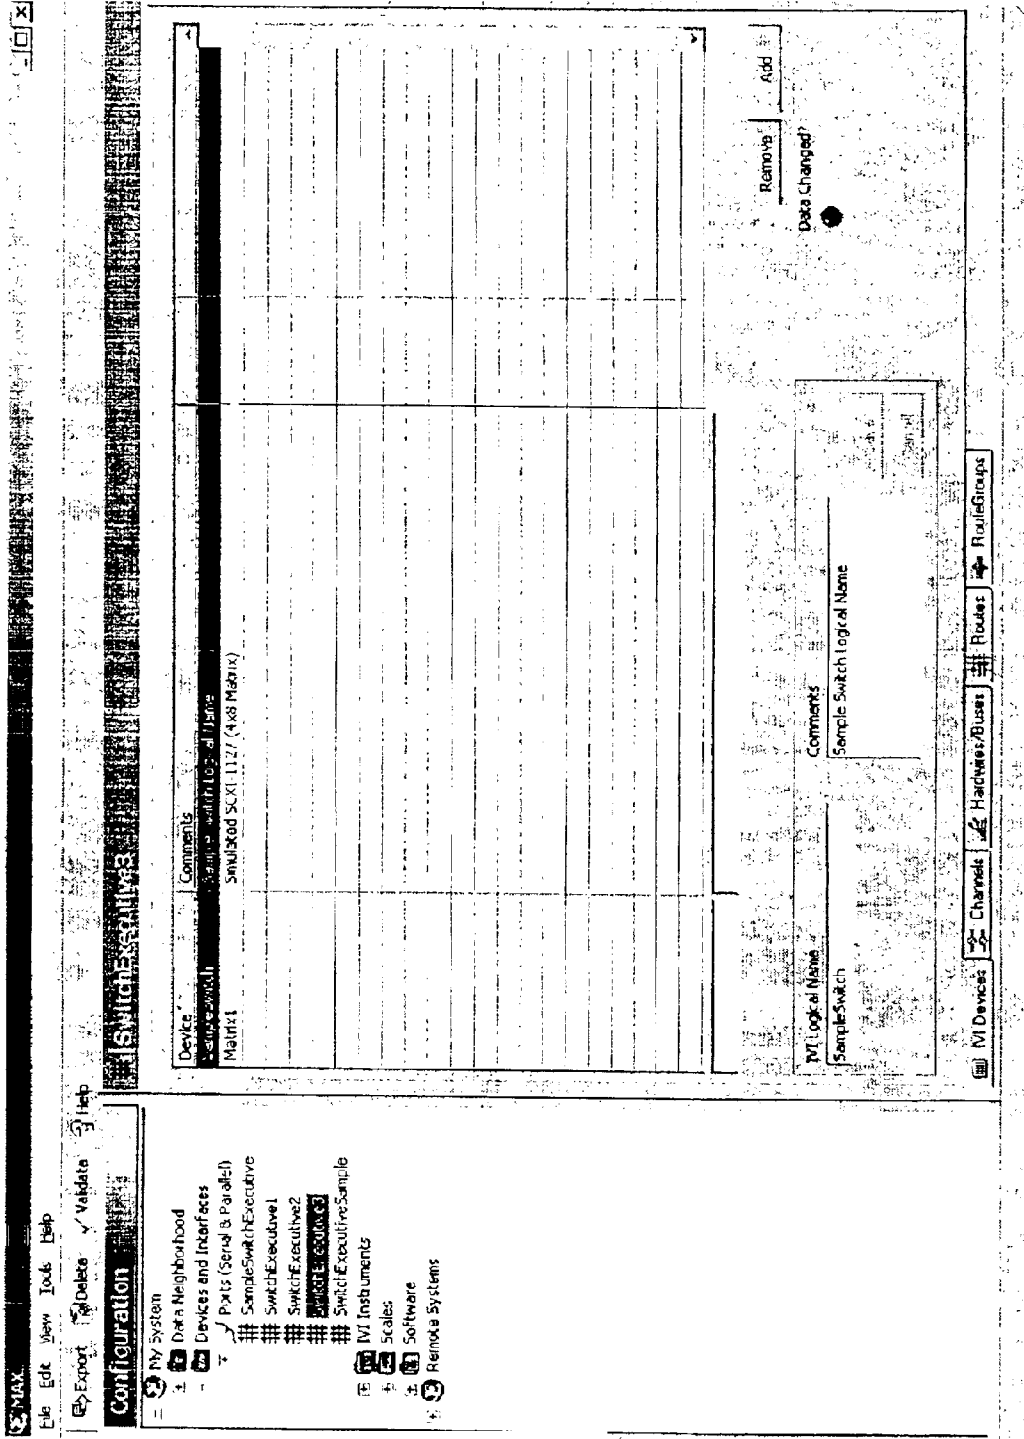 MAX
File Edit View Tools Help
Export Delete Validate Help
Configuration
My System
Data Neighborhood
Devices and Interfaces
Ports (Serial & Parallel)
SampleSwitchExecutive
SwitchExecutive1
SwitchExecutive2
SwitchExecutive3
SwitchExecutiveSample
IVI Instruments
Scales
Software
Remote Systems
SwitchExecutive3
Device Comments
SampleSwitch Sample Switch Logical Name
Matrix1 Simulated SCXI-1127 (4x8 Matrix)
Remove Add
Data Changed?
IVI Logical Name Comments
SampleSwitch Sample Switch Logical Name
IVI Devices Channels Hardwires/Buses Routes RouteGroups